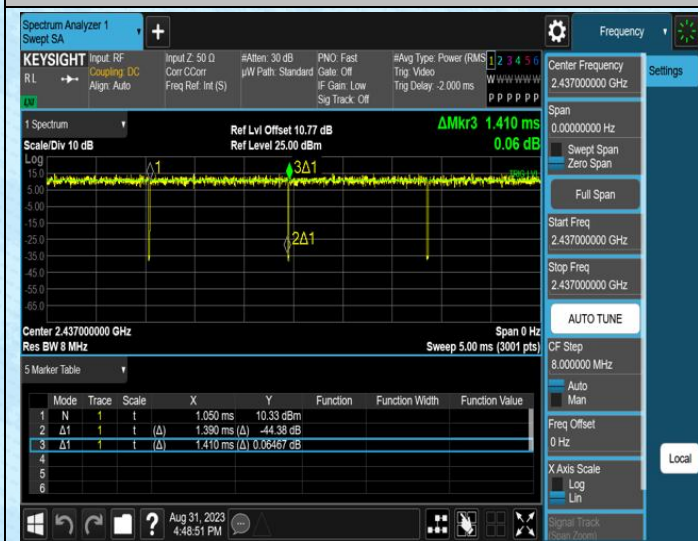 Spectrum Analyzer 1
Swept SA
+
Frequency
KEYSIGHT
RL
Input: RF
Coupling: DC
Align: Auto
Input Z: 50 Ω
Corr CCorr
Freq Ref: Int (S)
#Atten: 30 dB
µW Path: Standard
PNO: Fast
Gate: Off
IF Gain: Low
Sig Track: Off
#Avg Type: Power (RMS
Trig: Video
Trig Delay: -2.000 ms
1 2 3 4 5 6
W W W W W W
P P P P P P
1 Spectrum
Scale/Div 10 dB
Ref Lvl Offset 10.77 dB
Ref Level 25.00 dBm
ΔMkr3 1.410 ms
0.06 dB
Log
15.0
5.00
-5.00
-15.0
-25.0
-35.0
-45.0
-55.0
-65.0
1
3Δ1
2Δ1
Center 2.437000000 GHz
Res BW 8 MHz
Span 0 Hz
Sweep 5.00 ms (3001 pts)
5 Marker Table
Mode Trace Scale X Y Function Function Width Function Value
1 N 1 t 1.050 ms 10.33 dBm
2 Δ1 1 t (Δ) 1.390 ms (Δ) -44.38 dB
3 Δ1 1 t (Δ) 1.410 ms (Δ) 0.06467 dB
4
5
6
Aug 31, 2023
4:48:51 PM
?
Center Frequency
2.437000000 GHz
Settings
Span
0.00000000 Hz
Swept Span
Zero Span
Full Span
Start Freq
2.437000000 GHz
Stop Freq
2.437000000 GHz
AUTO TUNE
CF Step
8.000000 MHz
Auto
Man
Freq Offset
0 Hz
X Axis Scale
Log
Lin
Signal Track
(Span Zoom)
Local